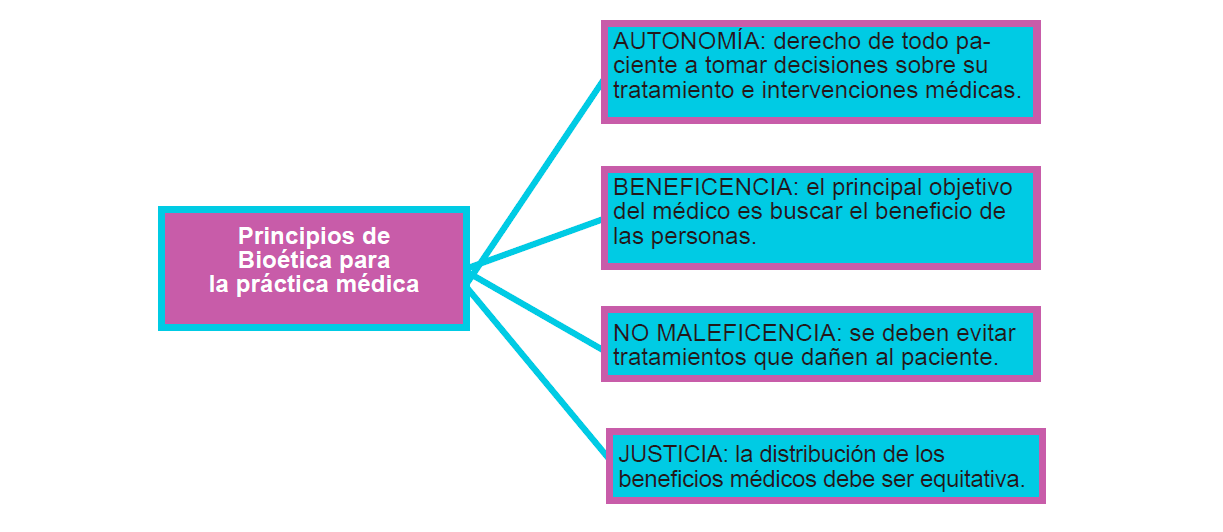 Principios de
Bioética para
la práctica médica
AUTONOMÍA: derecho de todo pa-
ciente a tomar decisiones sobre su
tratamiento e intervenciones médicas.
BENEFICENCIA: el principal objetivo
del médico es buscar el beneficio de
las personas.
NO MALEFICENCIA: se deben evitar
tratamientos que dañen al paciente.
JUSTICIA: la distribución de los
beneficios médicos debe ser equitativa.